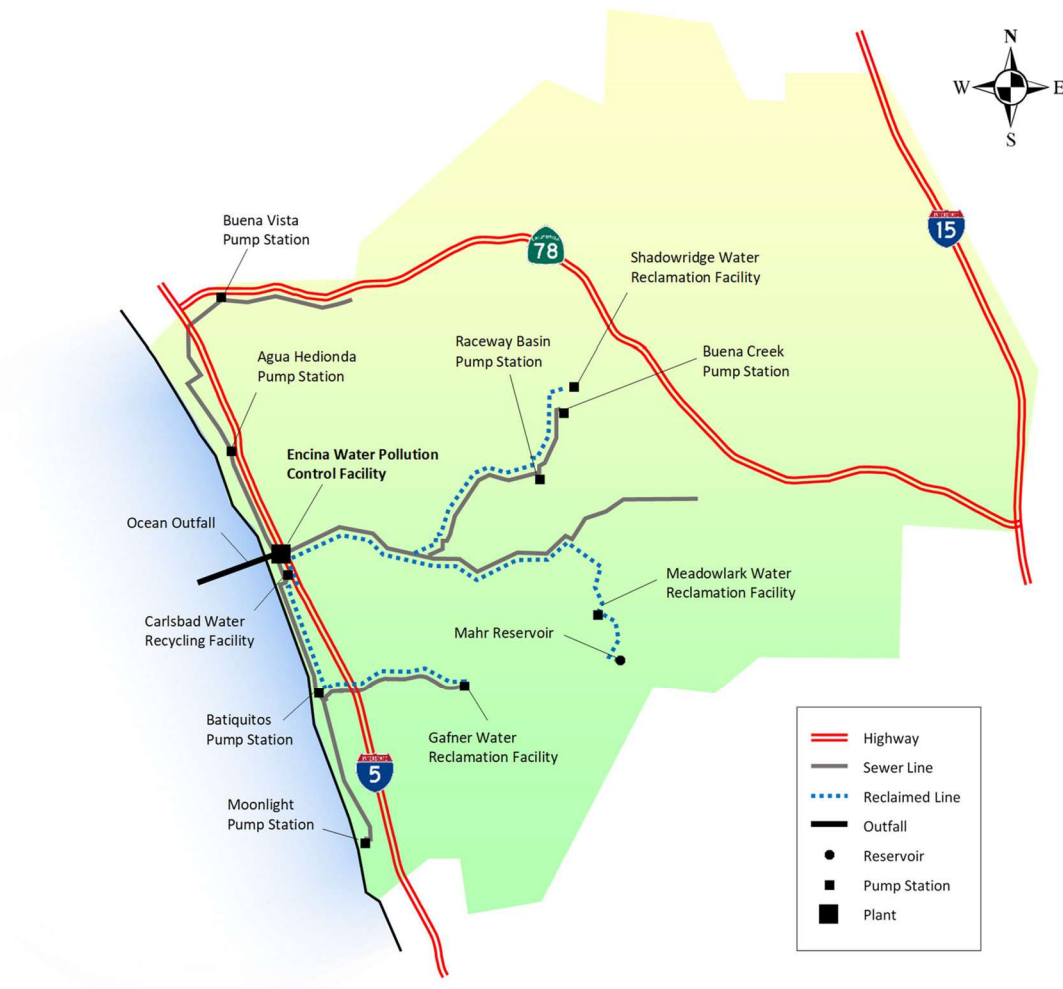 N
W
E
S
15
Buena Vista
Pump Station
78
Shadowridge Water
Reclamation Facility
Agua Hedionda
Pump Station
Raceway Basin
Pump Station
Buena Creek
Pump Station
Encina Water Pollution
Control Facility
Ocean Outfall
Carlsbad Water
Recycling Facility
Meadowlark Water
Reclamation Facility
Mahr Reservoir
Batiquitos
Pump Station
Gafner Water
Reclamation Facility
5
Moonlight
Pump Station
Highway
Sewer Line
Reclaimed Line
Outfall
Reservoir
Pump Station
Plant